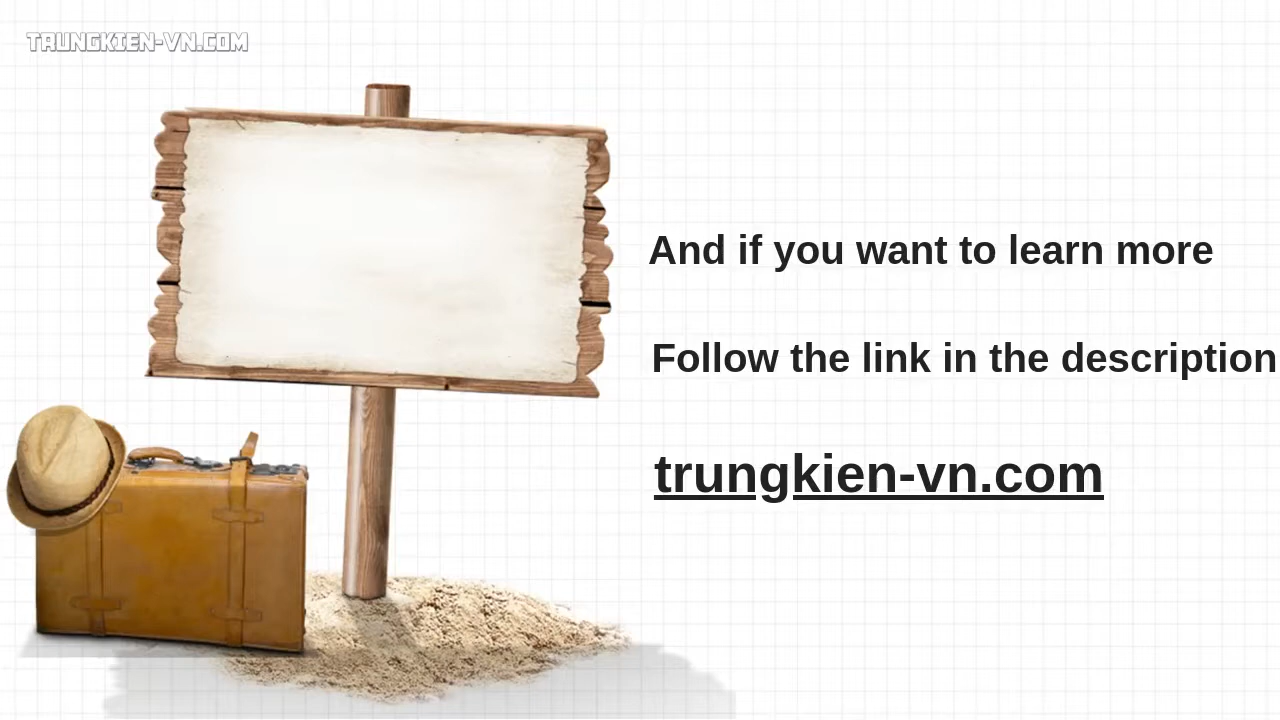 TRUNGKIEN-VN.COM
And if you want to learn more
Follow the link in the description
trungkien-vn.com